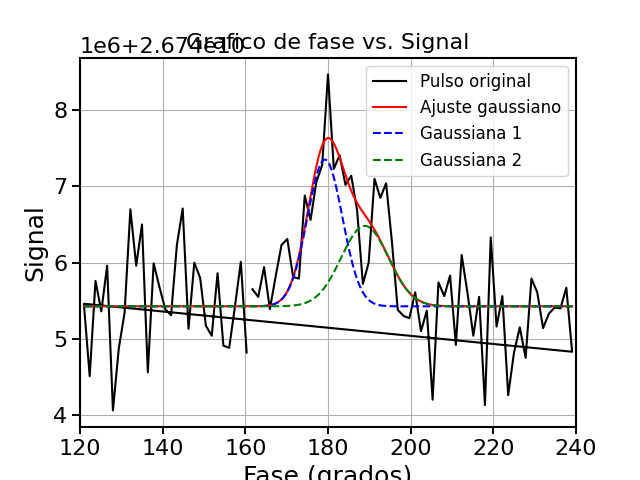 1e6+2.674e10
Grafico de fase vs. Signal
Pulso original
Ajuste gaussiano
Gaussiana 1
Gaussiana 2
Signal
8
7
6
5
4
120 140 160 180 200 220 240
Fase (grados)